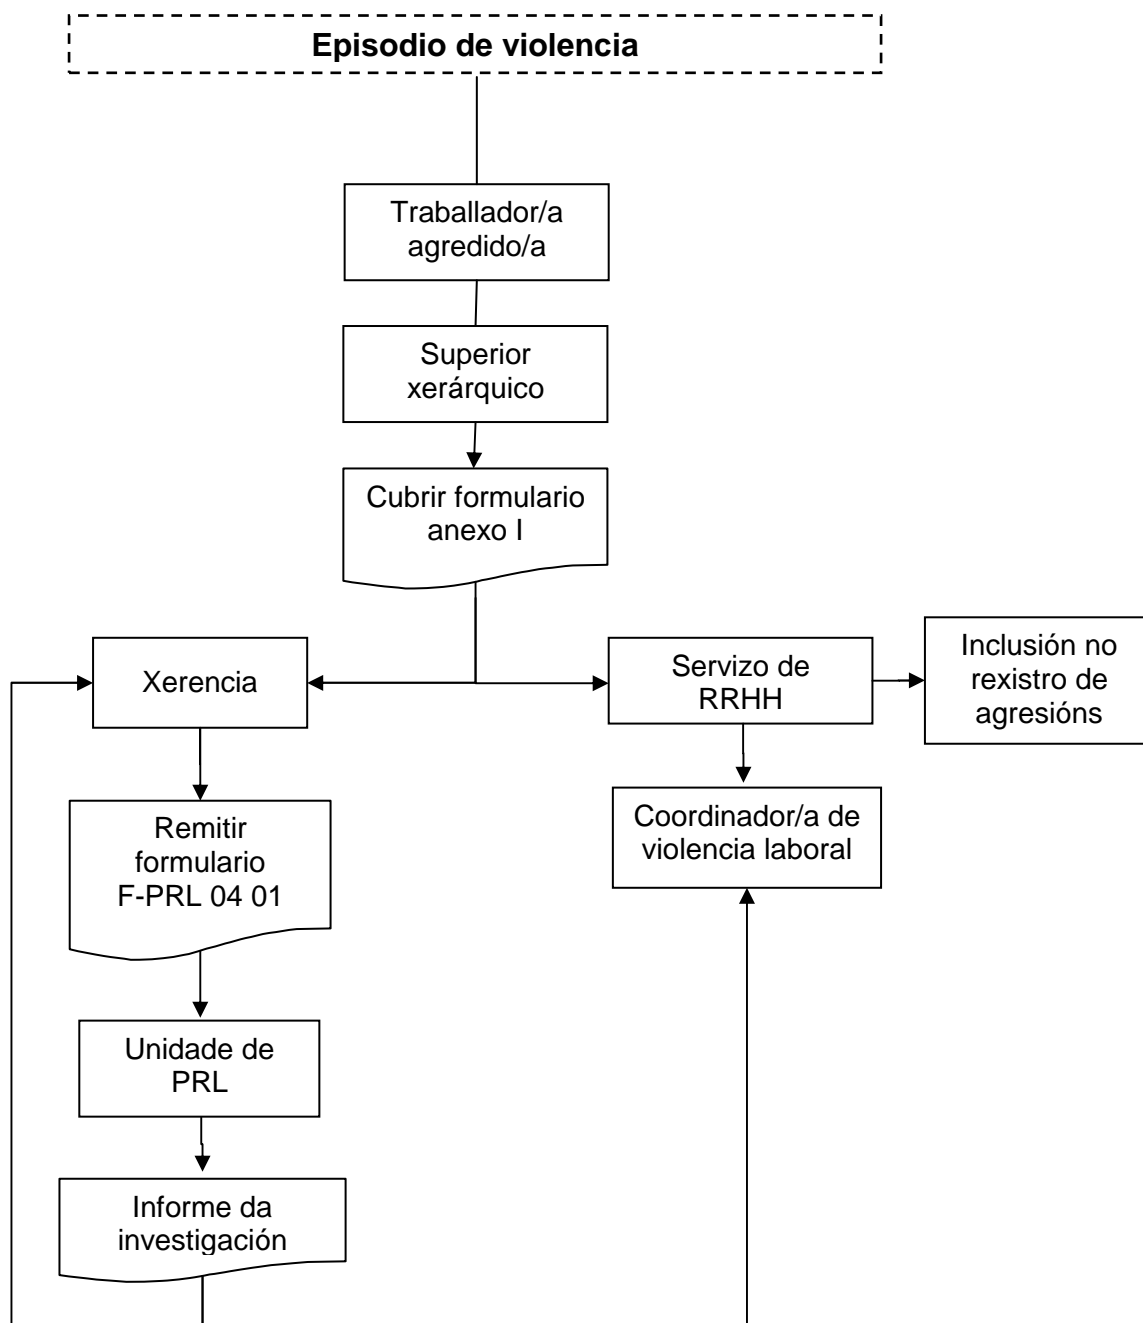 Episodio de violencia
Traballador/a
agredido/a
Superior
xerárquico
Cubrir formulario
anexo I
Xerencia
Servizo de
RRHH
Inclusión no
rexistro de
agresións
Remitir
formulario
F-PRL 04 01
Coordinador/a de
violencia laboral
Unidade de
PRL
Informe da
investigación